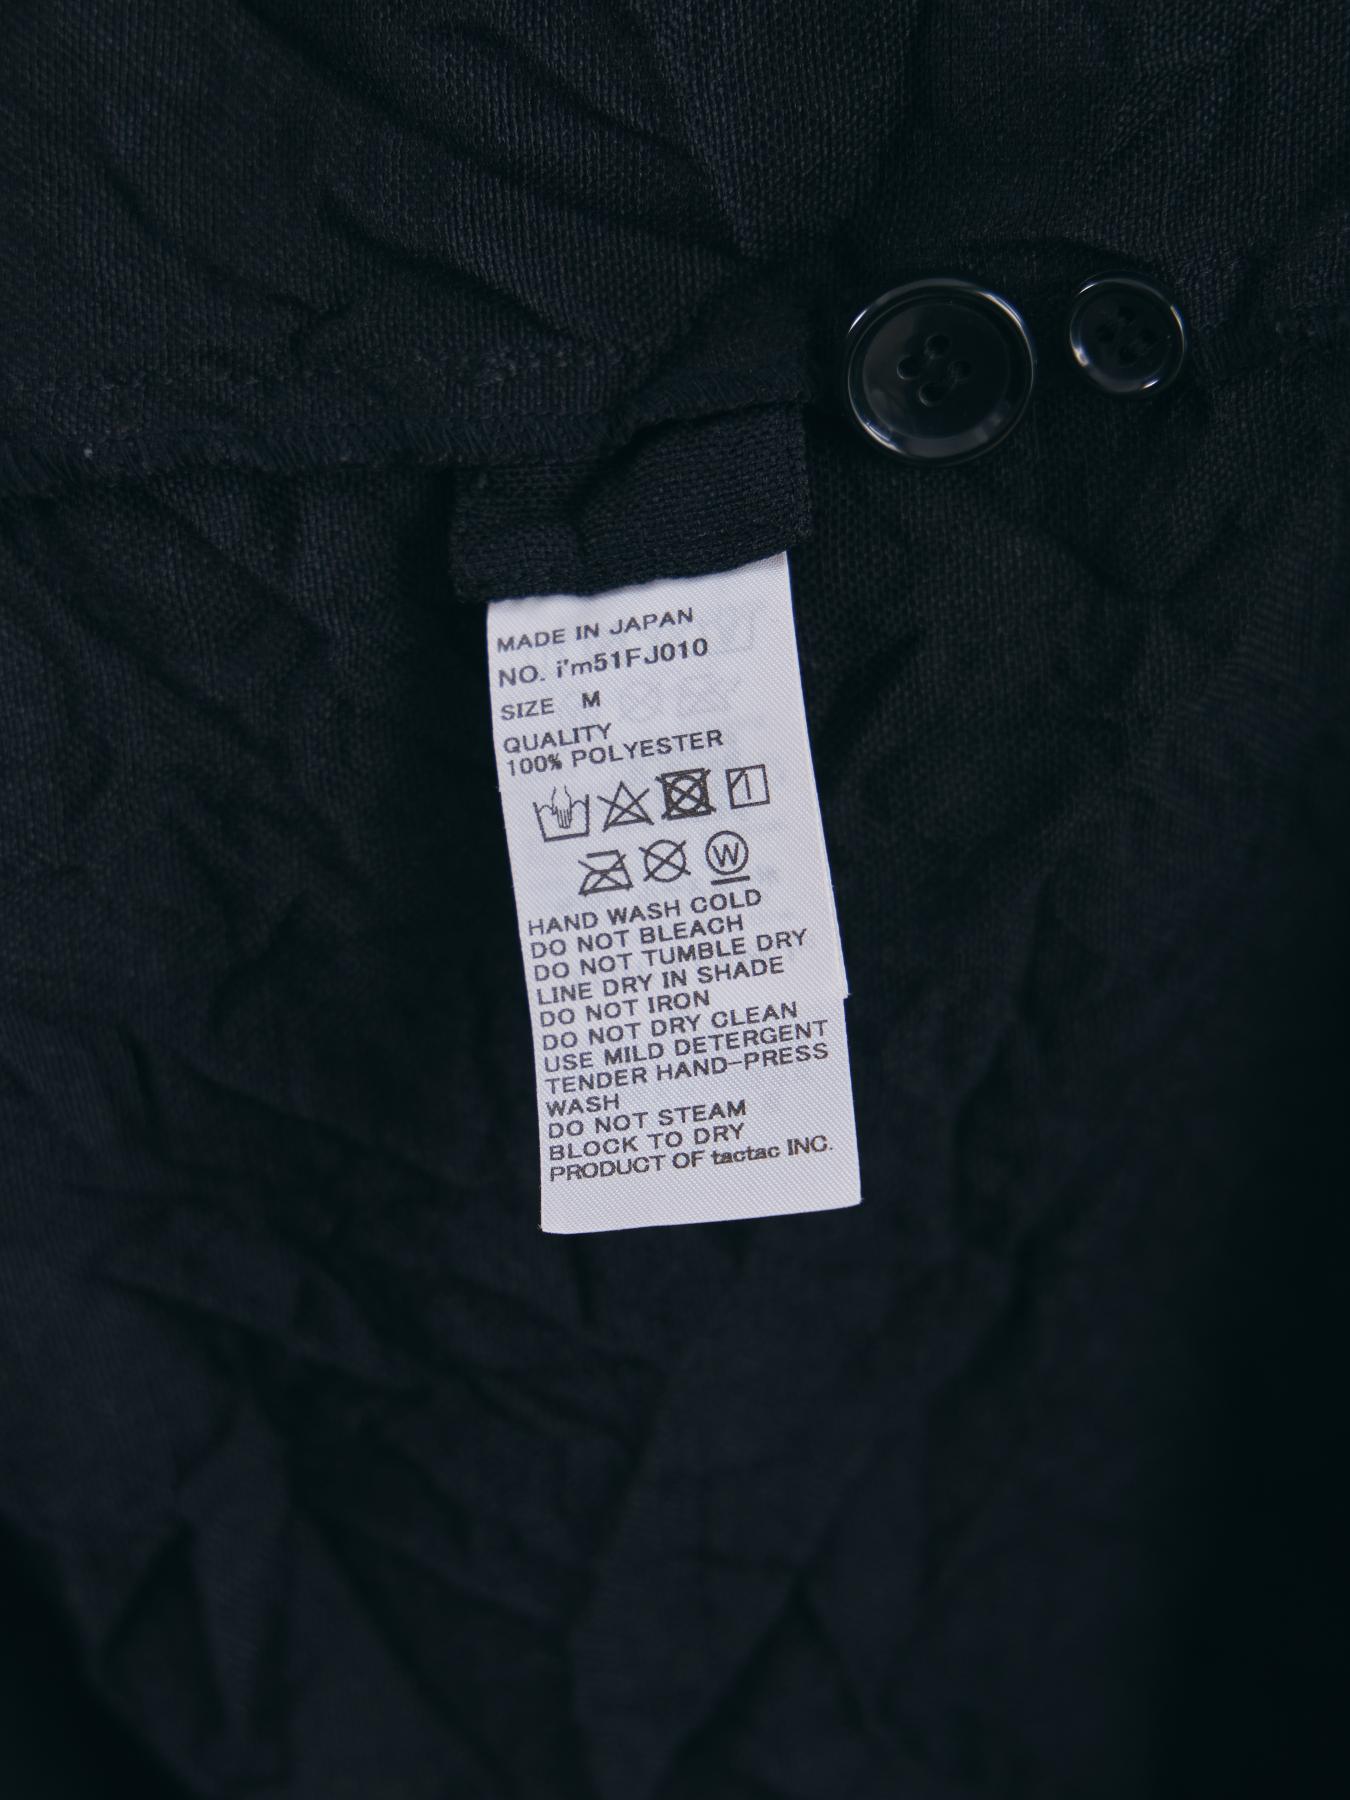 MADE IN JAPAN
NO. i'm51FJ010
SIZE M
QUALITY
100% POLYESTER
W
HAND WASH COLD
DO NOT BLEACH
DO NOT TUMBLE DRY
LINE DRY IN SHADE
DO NOT IRON
DO NOT DRY CLEAN
USE MILD DETERGENT
TENDER HAND-PRESS
WASH
DO NOT STEAM
BLOCK TO DRY
PRODUCT OF tactac INC.